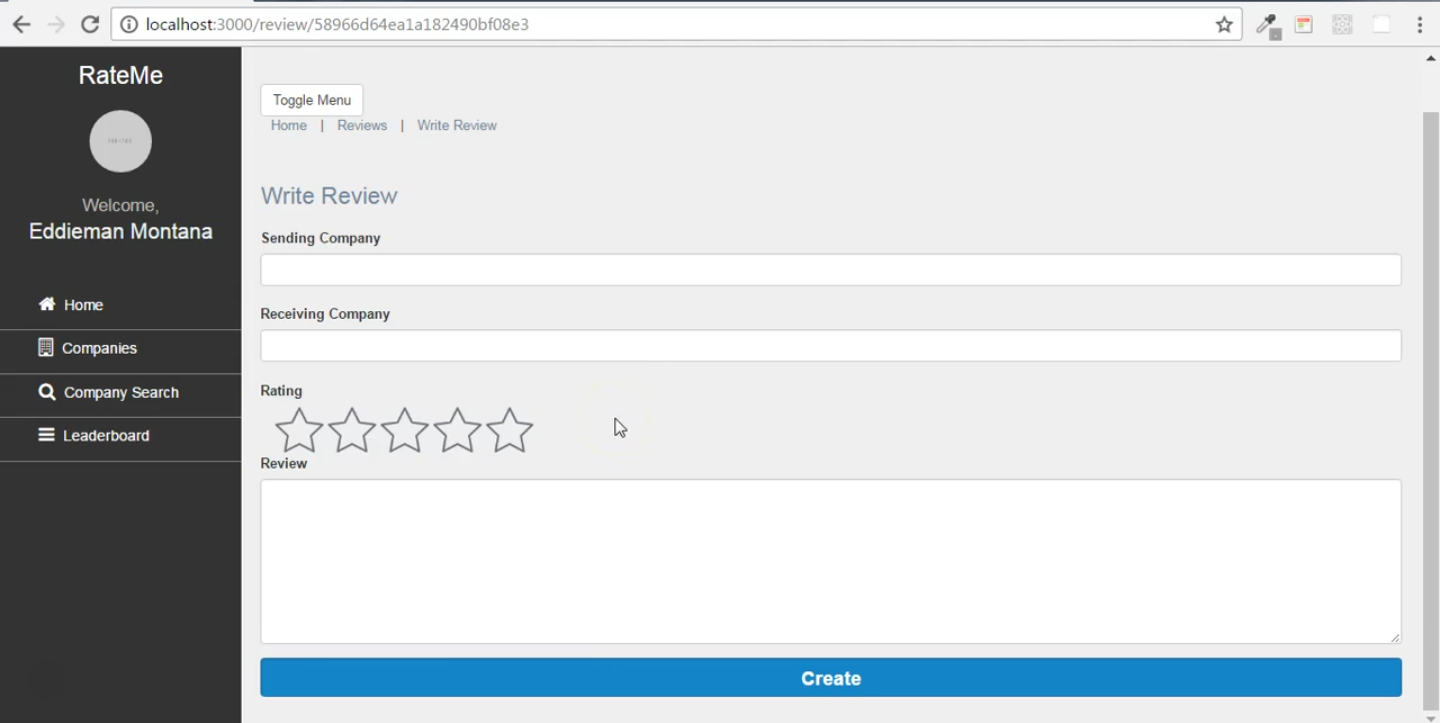 localhost:3000/review/58966d64ea1a182490bf08e3
RateMe
Welcome,
Eddieman Montana
Home
Companies
Company Search
Leaderboard
Toggle Menu
Home | Reviews | Write Review
Write Review
Sending Company
Receiving Company
Rating
Review
Create